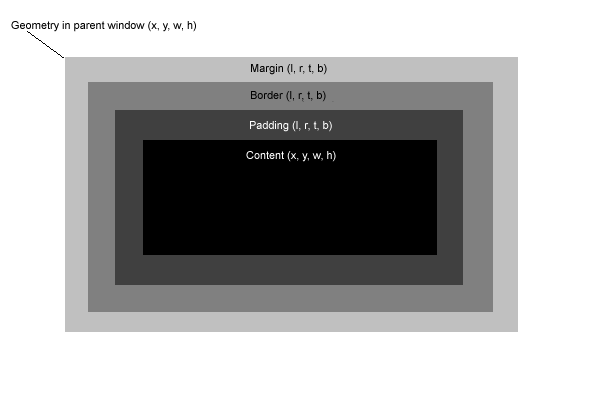 Geometry in parent window (x, y, w, h)
Margin (l, r, t, b)
Border (l, r, t, b)
Padding (l, r, t, b)
Content (x, y, w, h)